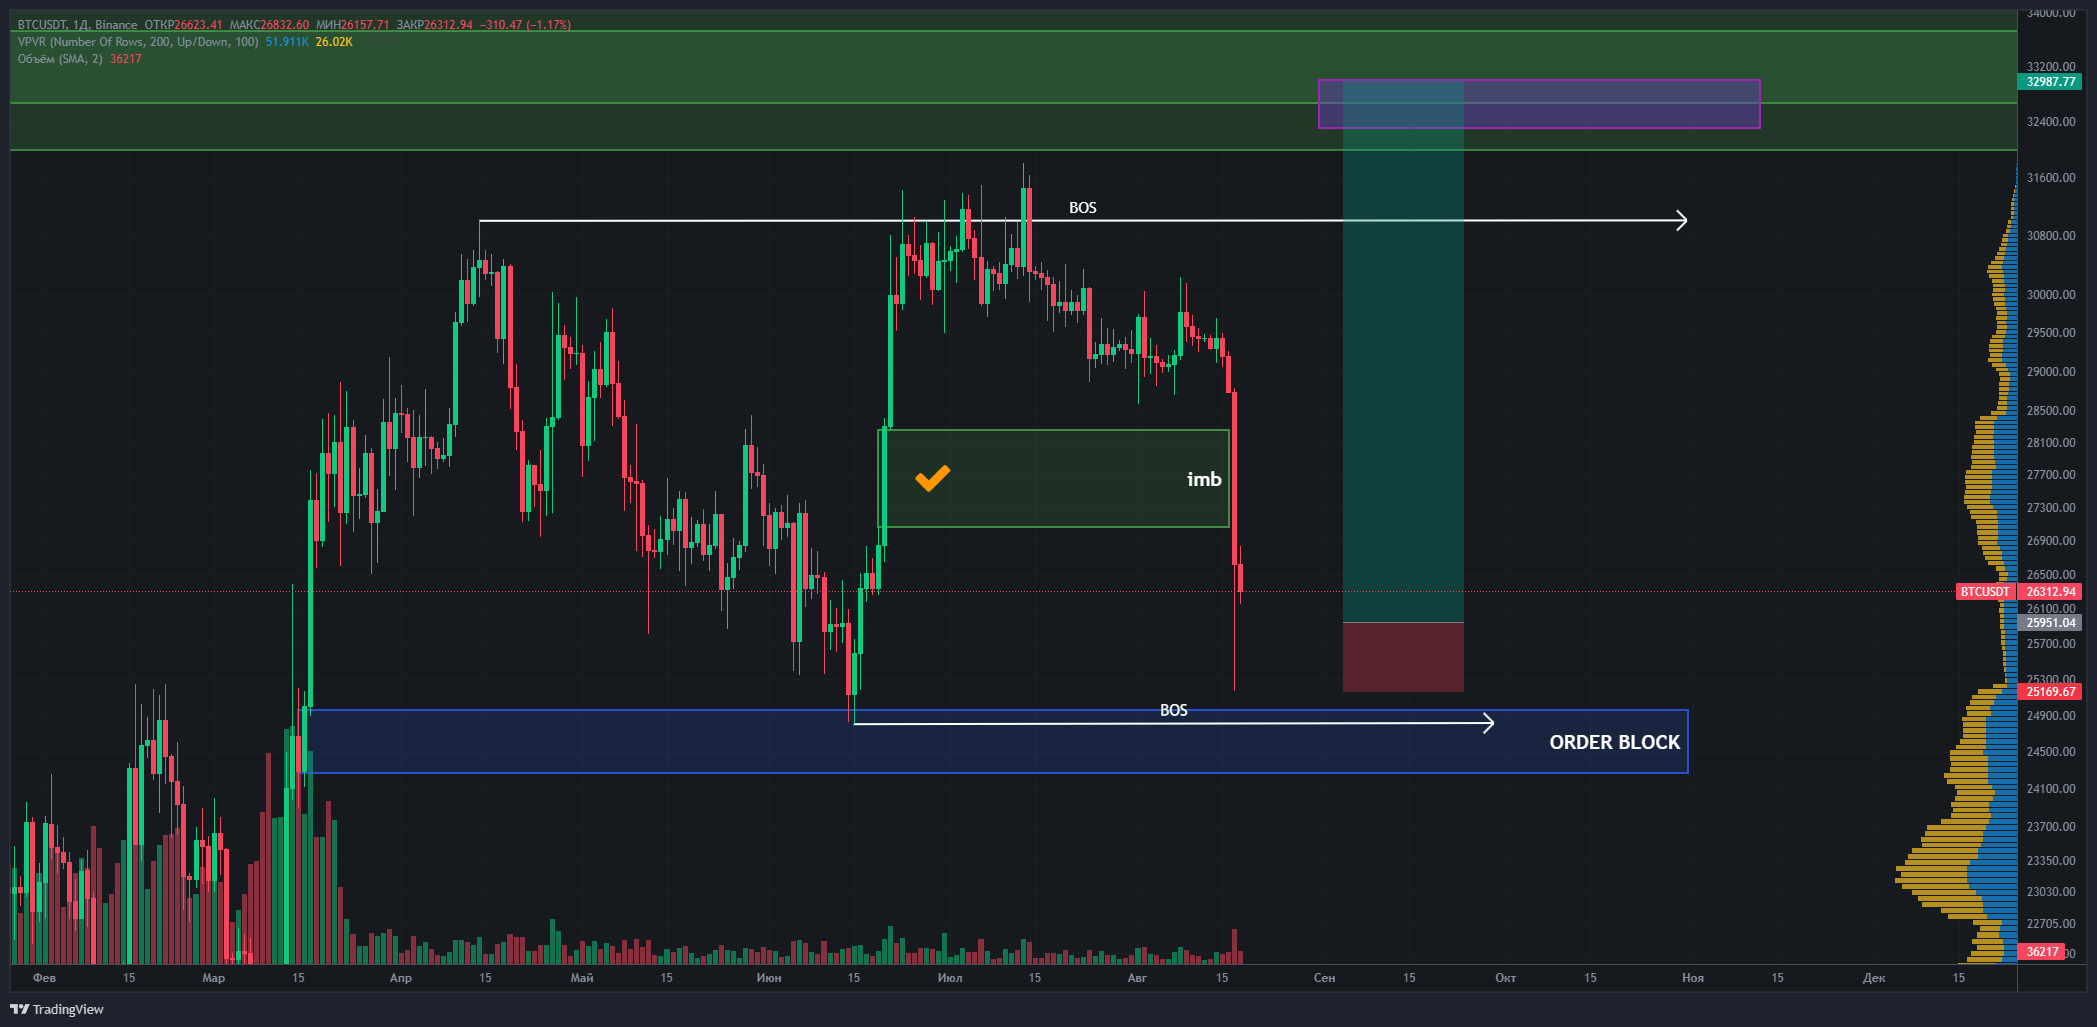 BTCUSDT, 1Д, Binance ОТКР26623.41 МАКС26832.60 МИН26157.71 ЗАКР26312.94 −310.47 (−1.17%)
VPVR (Number Of Rows, 200, Up/Down, 100) 51.911K 26.02K
Объём (SMA, 2) 36217
34000.00
33200.00
32987.77
32400.00
31600.00
BOS
30800.00
30000.00
29500.00
29000.00
28500.00
28100.00
27700.00
imb
27300.00
26900.00
26500.00
BTCUSDT 26312.94
26100.00
25951.04
25700.00
25300.00
25169.67
BOS
24900.00
ORDER BLOCK
24500.00
24100.00
23700.00
23350.00
23030.00
22705.00
36217
Фев 15 Мар 15 Апр 15 Май 15 Июн 15 Июл 15 Авг 15 Сен 15 Окт 15 Ноя 15 Дек 15
TradingView